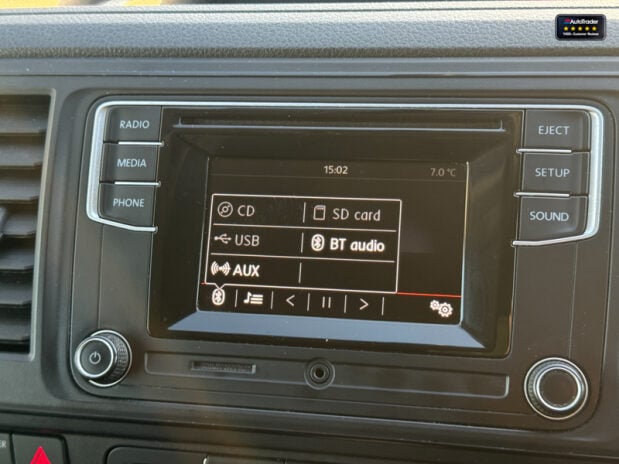 AutoTrader
RADIO
MEDIA
PHONE
EJECT
SETUP
SOUND
15:02 7.0 °C
CD SD card
USB BT audio
AUX